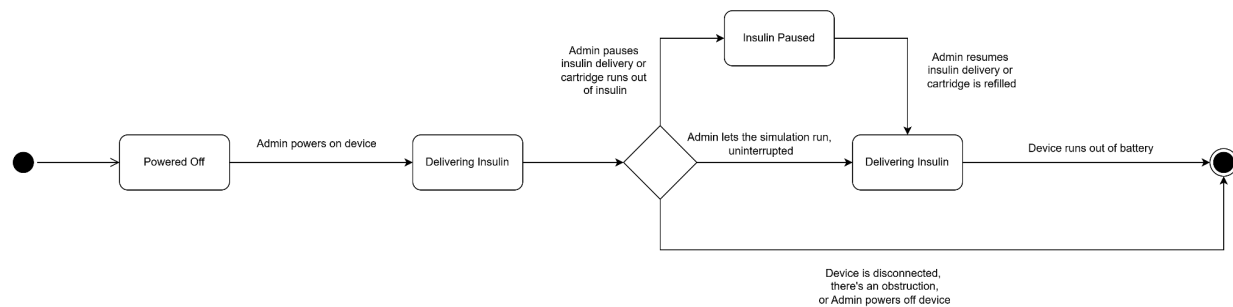 Insulin Paused
Admin pauses
insulin delivery or
cartridge runs out
of insulin
Admin resumes
insulin delivery or
cartridge is refilled
Powered Off
Admin powers on device
Delivering Insulin
Admin lets the simulation run,
uninterrupted
Delivering Insulin
Device runs out of battery
Device is disconnected,
there's an obstruction,
or Admin powers off device